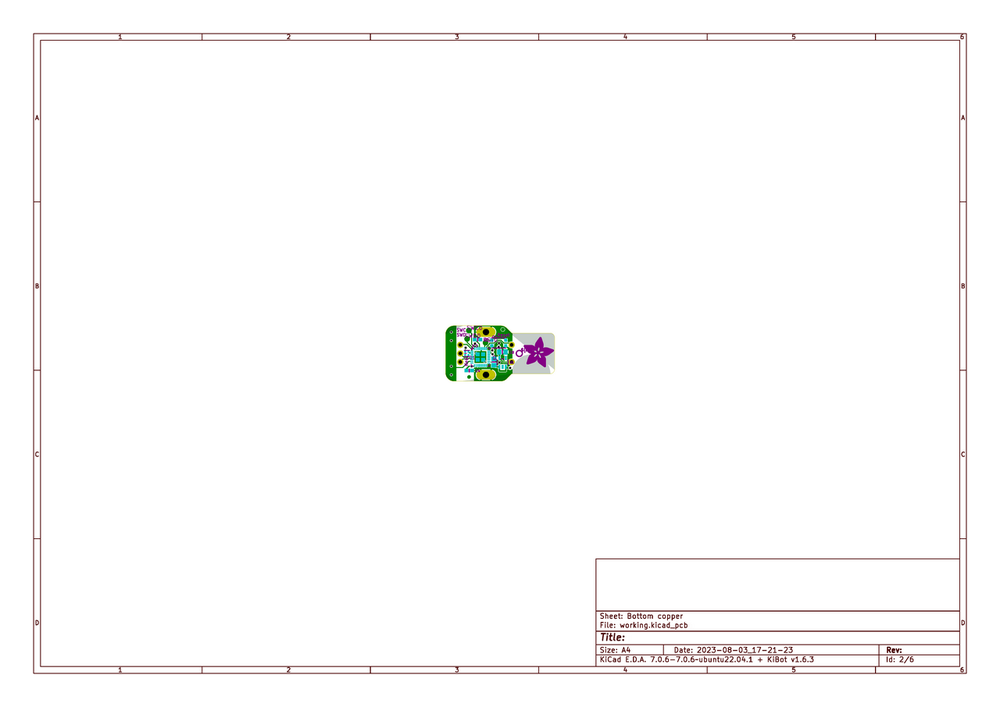 1 2 3 4 5 6
A A
SWC
SWD
B B
C C
Sheet: Bottom copper
File: working.kicad_pcb
D D
Title:
Size: A4 Date: 2023-08-03_17-21-23 Rev:
KiCad E.D.A. 7.0.6-7.0.6-ubuntu22.04.1 + KiBot v1.6.3 Id: 2/6
1 2 3 4 5 6